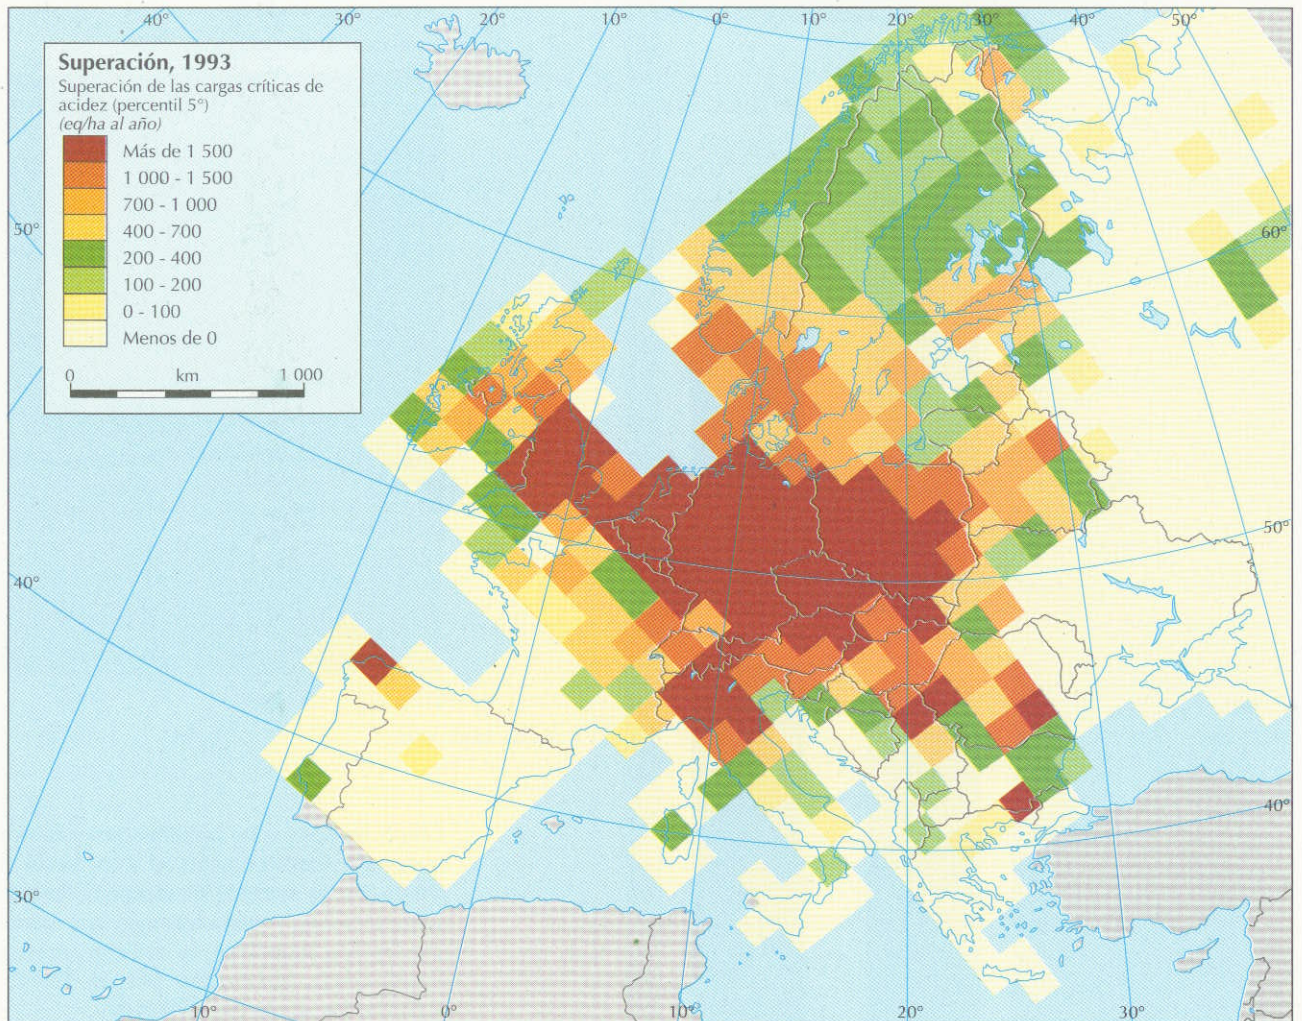 40° 30° 20° 10° 0° 10° 20° 30° 40° 50°
Superación, 1993
Superación de las cargas críticas de
acidez (percentil 5°)
(eq/ha al año)
Más de 1 500
1 000 - 1 500
700 - 1 000
400 - 700
200 - 400
100 - 200
0 - 100
Menos de 0
0 km 1 000
50° 60°
40° 50°
40°
30°
10° 0° 10° 20° 30°